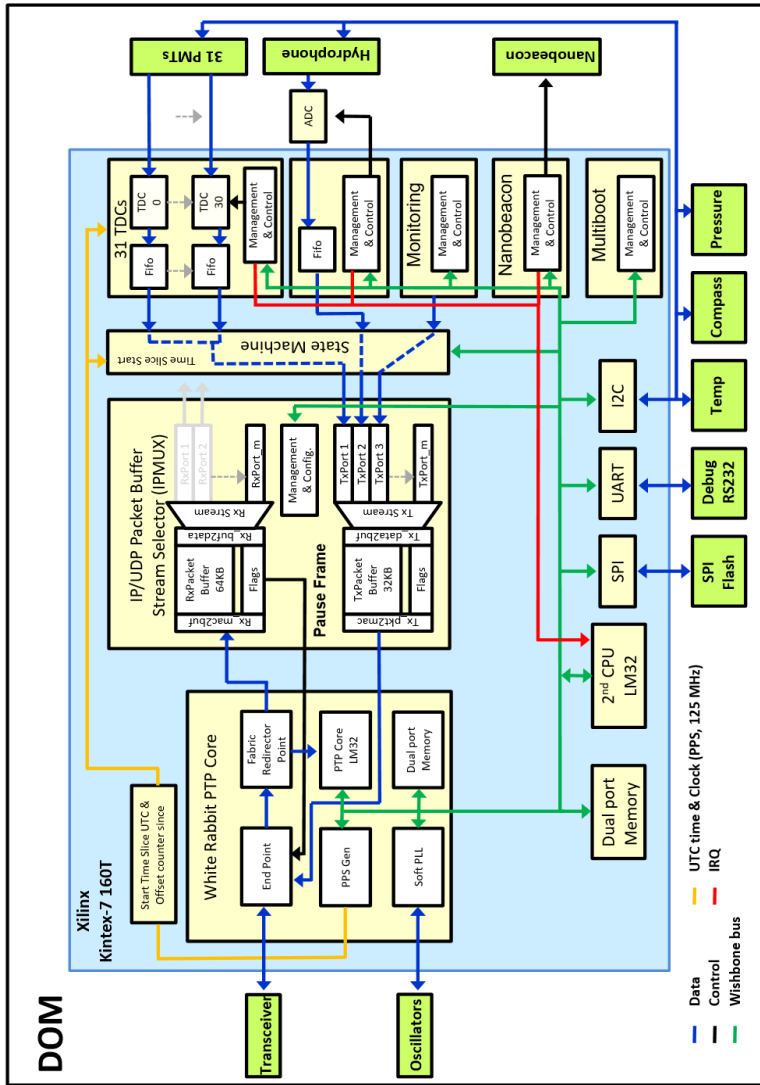 DOM
Xilinx
Kintex-7 160T
Start Time Slice UTC &
Offset counter since
Transceiver
Oscillators
White Rabbit PTP Core
End Point
Fabric
Redirector
Point
PPS Gen
PTP Core
LM32
Soft PLL
Dual port
Memory
IP/UDP Packet Buffer
Stream Selector (IPMUX)
Rx_mac2buf
RxPacket
Buffer
64KB
Flags
Rx_buf2data
Rx Stream
RxPort 1
RxPort 2
RxPort_m
Management
& Config.
Pause Frame
Tx_pkt2mac
TxPacket
Buffer
32KB
Flags
Tx_data2buf
Tx Stream
TxPort 1
TxPort 2
TxPort 3
TxPort_m
State Machine
Time Slice Start
31 TDCs
Fifo
TDC
0
Fifo
TDC
30
Management
& Control
31 PMTs
Fifo
Management
& Control
ADC
Hydrophone
Monitoring
Management
& Control
Nanobeacon
Management
& Control
Nanobeacon
Multiboot
Management
& Control
Dual port
Memory
2nd CPU
LM32
SPI
UART
I2C
SPI
Flash
Debug
RS232
Temp
Compass
Pressure
Data
Control
Wishbone bus
UTC time & Clock (PPS, 125 MHz)
IRQ